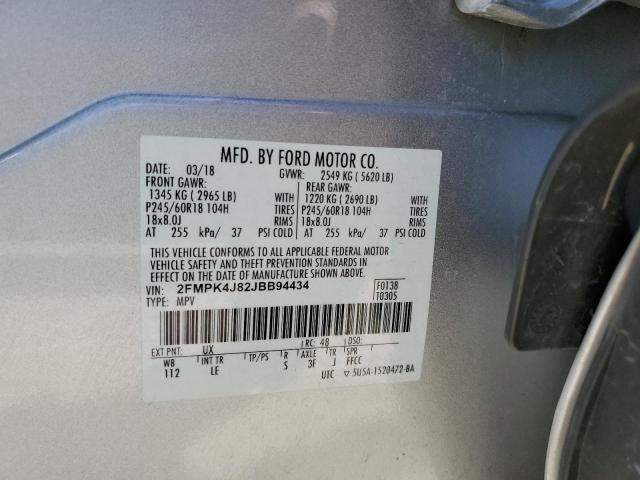 MFD. BY FORD MOTOR CO.
DATE: 03/18 GVWR: 2549 KG ( 5620 LB)
FRONT GAWR: REAR GAWR:
1345 KG ( 2965 LB) WITH 1220 KG ( 2690 LB) WITH
P245/60R18 104H TIRES P245/60R18 104H TIRES
18x8.0J RIMS 18x8.0J RIMS
AT 255 kPa/ 37 PSI COLD AT 255 kPa/ 37 PSI COLD
THIS VEHICLE CONFORMS TO ALL APPLICABLE FEDERAL MOTOR
VEHICLE SAFETY AND THEFT PREVENTION STANDARDS IN
EFFECT ON THE DATE OF MANUFACTURE SHOWN ABOVE.
VIN: 2FMPK4J82JBB94434 F0138
TYPE: MPV T0305
EXT PNT: UX RC: 48 DSO:
WB INT TR TP/PS R AXLE TR SPR
112 LE S 3F J FFCC
UTC ▽ 5U5A-1520472-BA